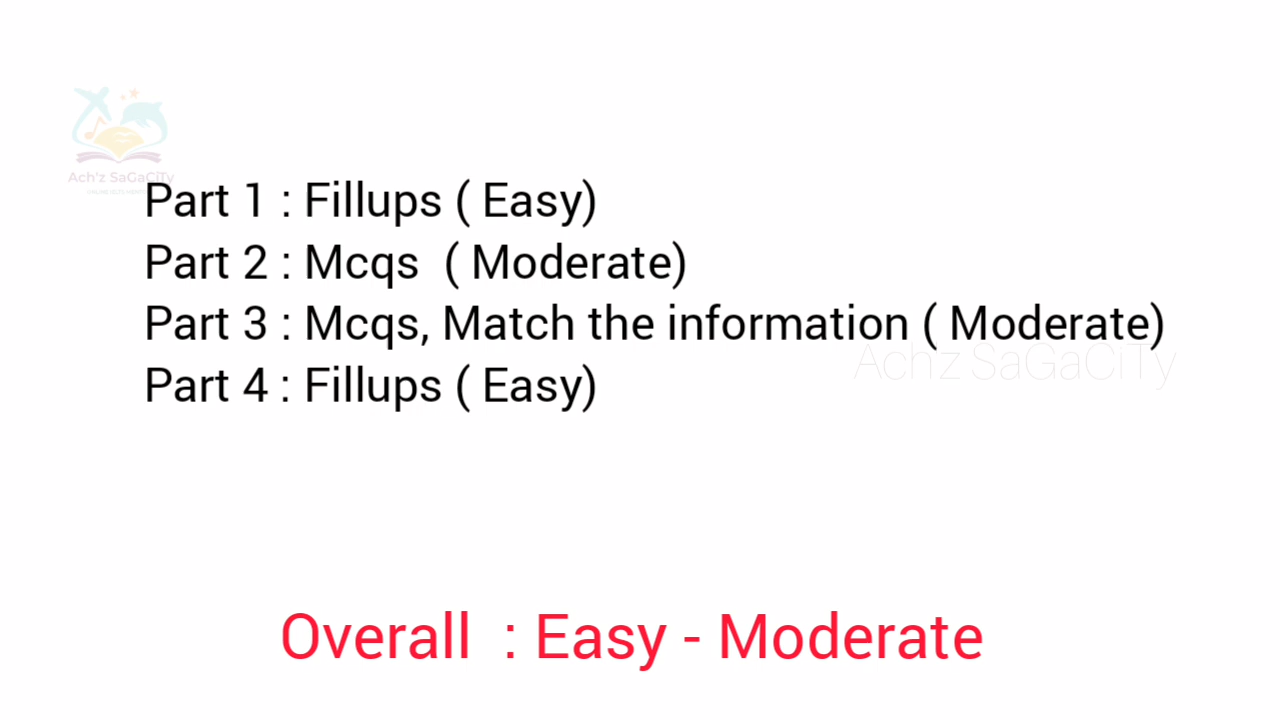 Ach'z SaGaCiTy
Part 1 : Fillups ( Easy)
Part 2 : Mcqs  ( Moderate)
Part 3 : Mcqs, Match the information ( Moderate)
Ach'z SaGaCiTy
Part 4 : Fillups ( Easy)
Overall  : Easy - Moderate